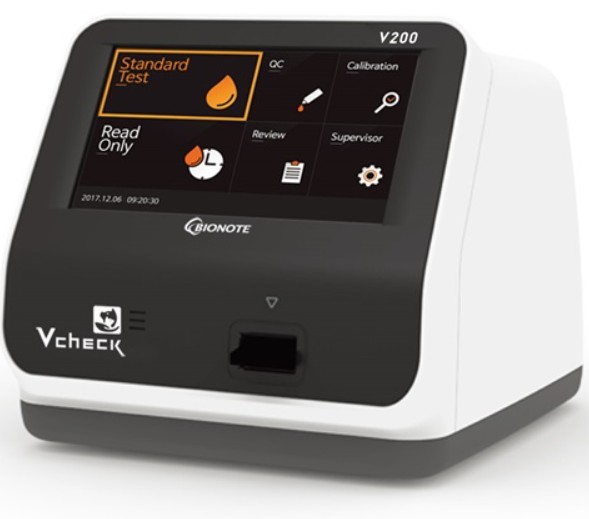 V200
Standard
Test
QC
Calibration
Read
Only
Review
Supervisor
2017.12.06 09:20:30
BIONOTE
Vcheck